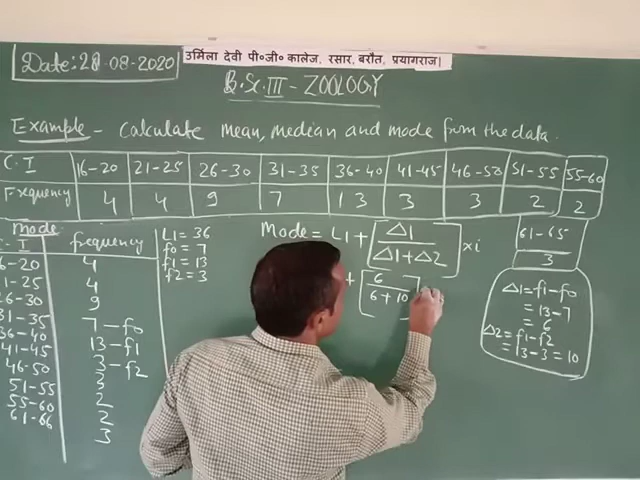 Date:28-08-2020
उर्मिला देवी पी०जी० कालेज, रसार, बरौत, प्रयागराज।
B.Sc.III - ZOOLOGY
Example - Calculate mean, median and mode from the data.
C.I 16-20 21-25 26-30 31-35 36-40 41-45 46-50 51-55 55-60
Frequency 4 4 9 7 13 3 3 2 2
61-65
3
Mode
C-I frequency
16-20 4
21-25 4
26-30 9
31-35 7-f0
36-40 13-f1
41-45 3-f2
46-50 3
51-55 2
55-60 2
61-66 3
L1=36
f0=7
f1=13
f2=3
Mode= L1+[Δ1/Δ1+Δ2]×i
+[6/6+10]
Δ1=f1-f0
=13-7
=6
Δ2=f1-f2
=13-3=10